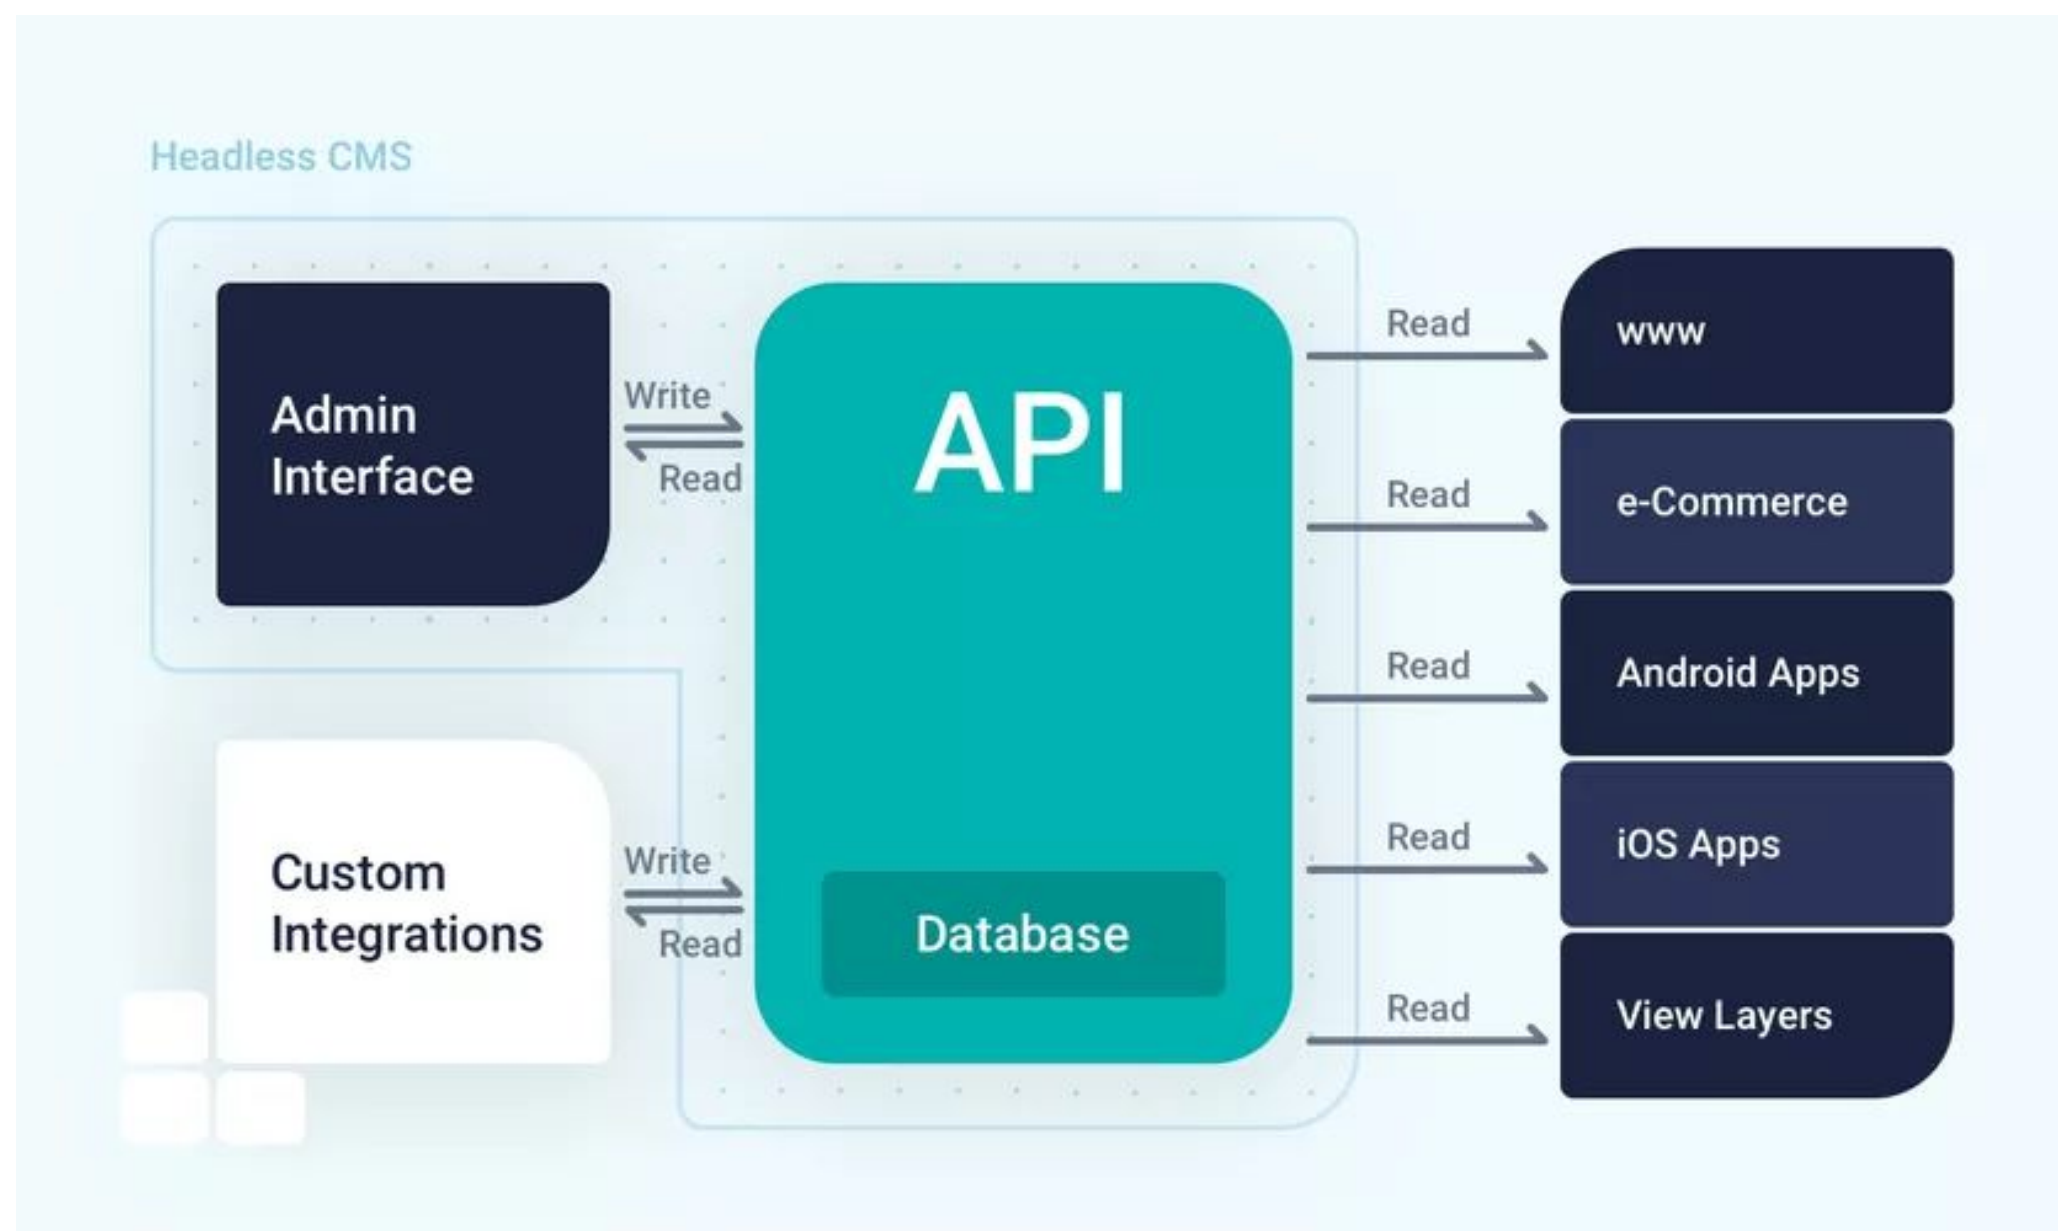 Headless CMS
Admin
Interface
Write
Read
Custom
Integrations
Write
Read
API
Database
Read
www
Read
e-Commerce
Read
Android Apps
Read
iOS Apps
Read
View Layers